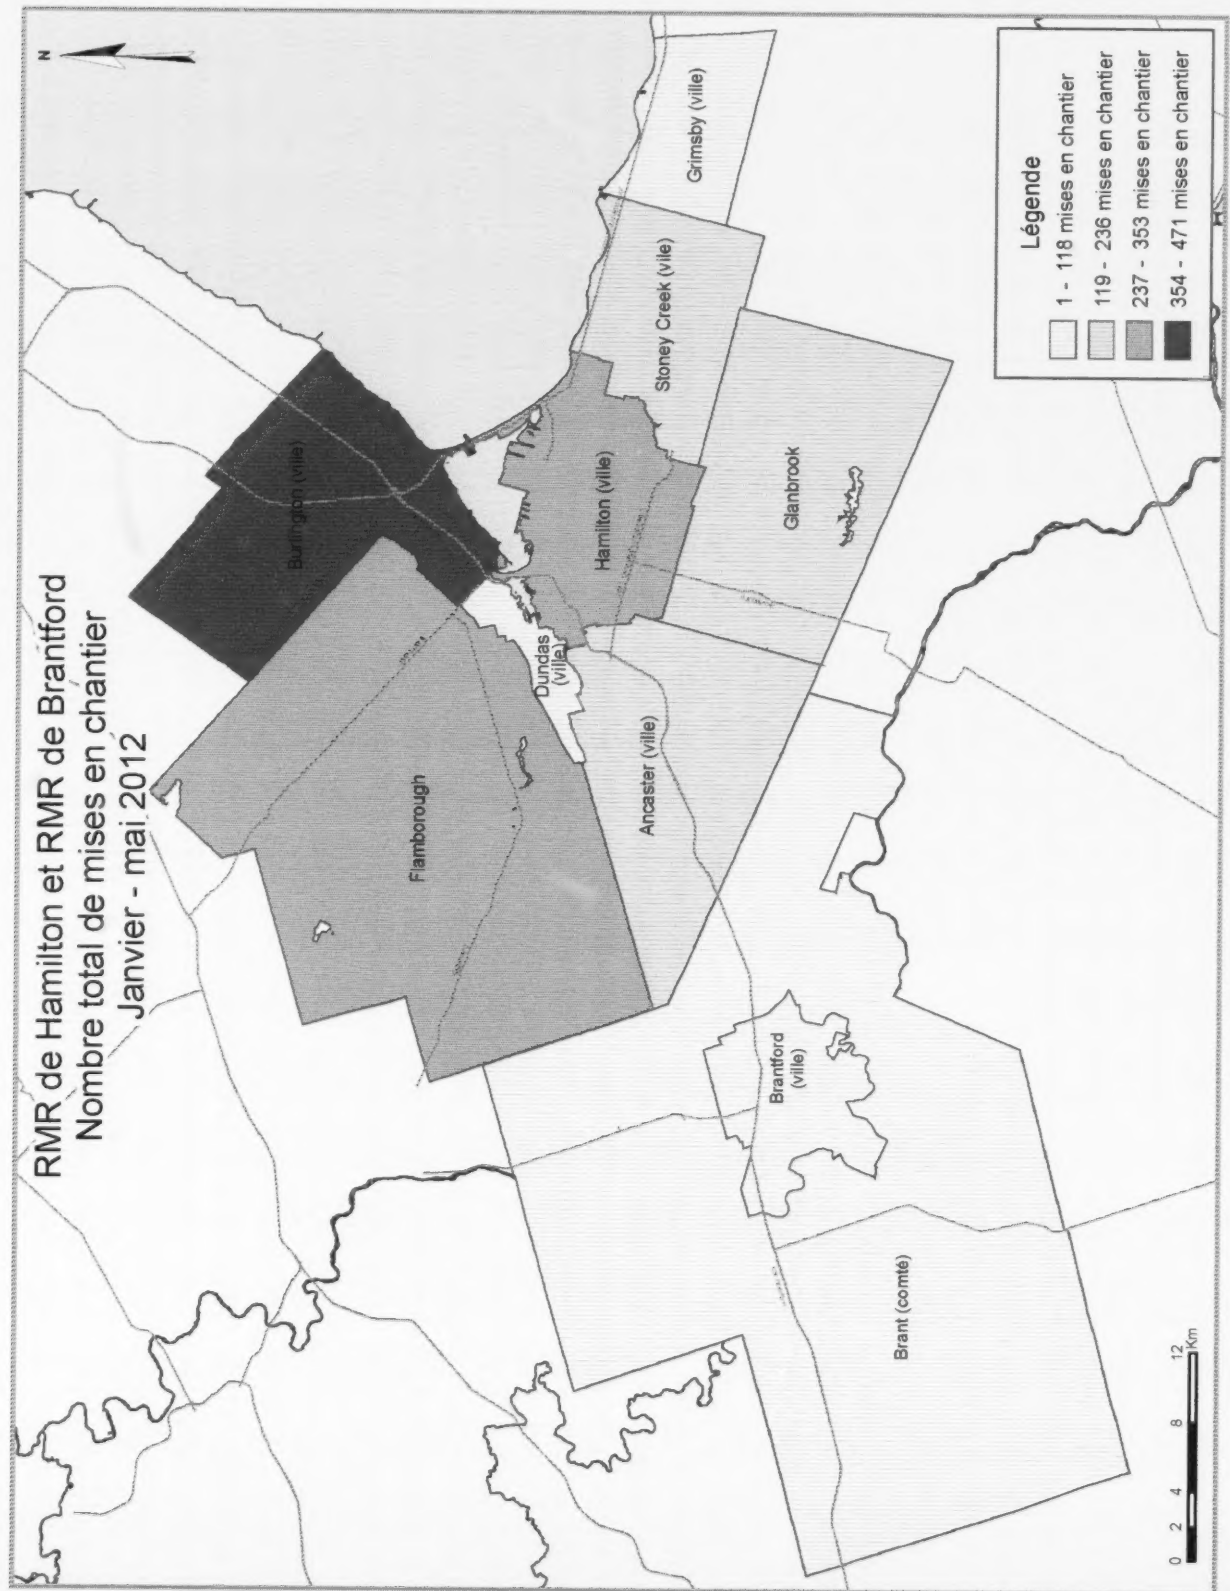 RMR de Hamilton et RMR de Brantford
Nombre total de mises en chantier
Janvier - mai 2012
N
Burlington (ville)
Flamborough
Dundas
(ville)
Hamilton (ville)
Stoney Creek (vile)
Grimsby (ville)
Ancaster (ville)
Glanbrook
Brantford
(ville)
Brant (comté)
Légende
1 - 118 mises en chantier
119 - 236 mises en chantier
237 - 353 mises en chantier
354 - 471 mises en chantier
0 2 4 8 12
Km